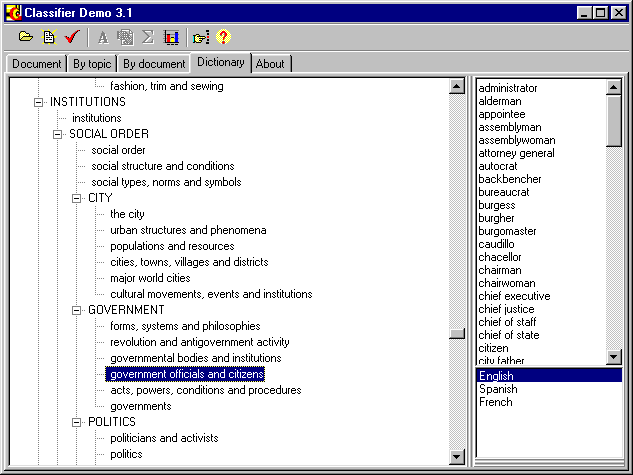 Classifier Demo 3.1
A Σ ?
Document By topic By document Dictionary About
fashion, trim and sewing
INSTITUTIONS
institutions
SOCIAL ORDER
social order
social structure and conditions
social types, norms and symbols
CITY
the city
urban structures and phenomena
populations and resources
cities, towns, villages and districts
major world cities
cultural movements, events and institutions
GOVERNMENT
forms, systems and philosophies
revolution and antigovernment activity
governmental bodies and institutions
government officials and citizens
acts, powers, conditions and procedures
governments
POLITICS
politicians and activists
politics
administrator
alderman
appointee
assemblyman
assemblywoman
attorney general
autocrat
backbencher
bureaucrat
burgess
burgher
burgomaster
caudillo
chacellor
chairman
chairwoman
chief executive
chief justice
chief of staff
chief of state
citizen
city father
English
Spanish
French